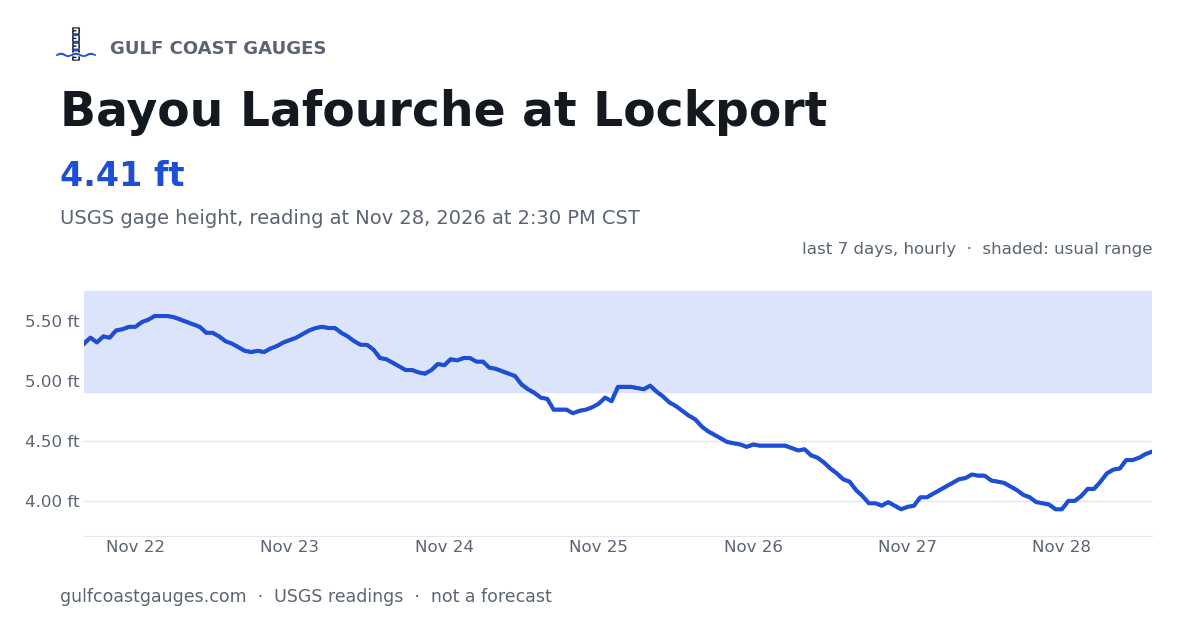 GULF COAST GAUGES
Bayou Lafourche at Lockport
4.41 ft
USGS gage height, reading at Nov 28, 2026 at 2:30 PM CST
last 7 days, hourly · shaded: usual range
5.50 ft
5.00 ft
4.50 ft
4.00 ft
Nov 22 Nov 23 Nov 24 Nov 25 Nov 26 Nov 27 Nov 28
gulfcoastgauges.com · USGS readings · not a forecast